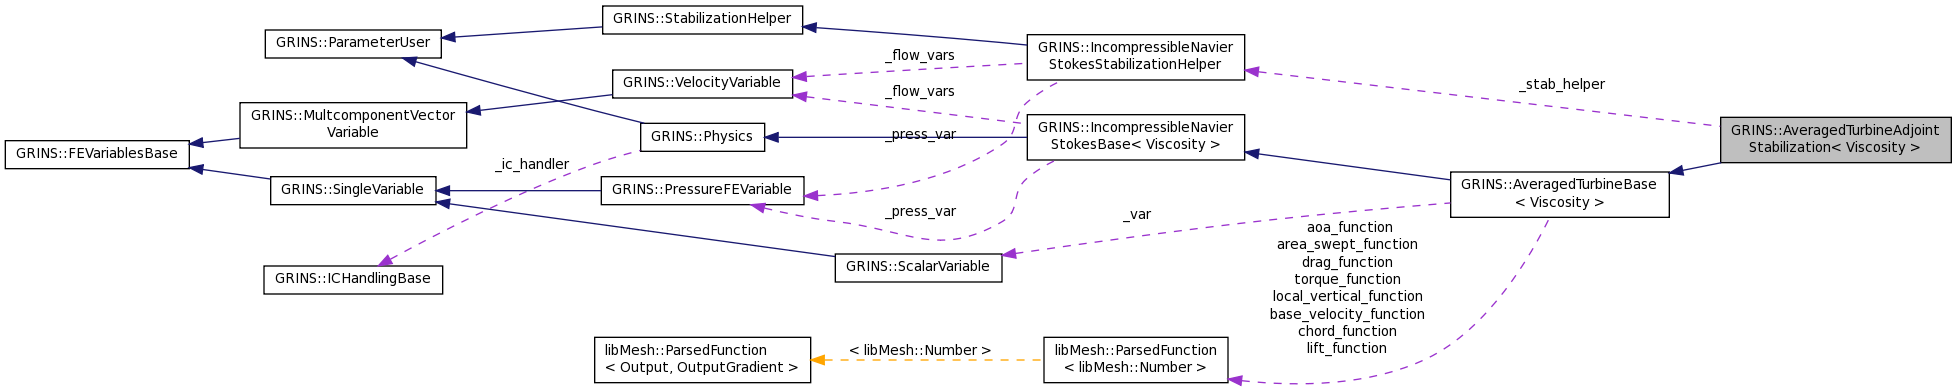 GRINS::StabilizationHelper
GRINS::ParameterUser
GRINS::IncompressibleNavier
StokesStabilizationHelper
_flow_vars
GRINS::VelocityVariable
_stab_helper
_flow_vars
GRINS::MultcomponentVector
Variable
GRINS::Physics
_press_var
GRINS::IncompressibleNavier
StokesBase< Viscosity >
GRINS::AveragedTurbineAdjoint
Stabilization< Viscosity >
GRINS::FEVariablesBase
_ic_handler
GRINS::SingleVariable
GRINS::PressureFEVariable
GRINS::AveragedTurbineBase
< Viscosity >
_press_var
_var
aoa_function
area_swept_function
drag_function
torque_function
local_vertical_function
base_velocity_function
chord_function
lift_function
GRINS::ICHandlingBase
GRINS::ScalarVariable
libMesh::ParsedFunction
< Output, OutputGradient >
< libMesh::Number >
libMesh::ParsedFunction
< libMesh::Number >